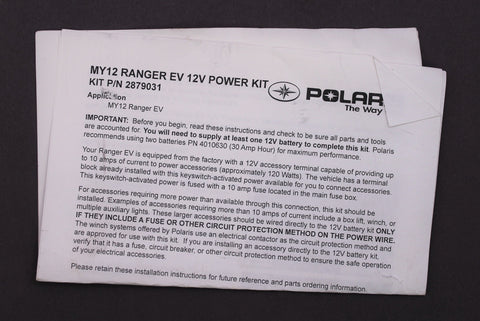 MY12 RANGER EV 12V POWER KIT
KIT P/N 2879031
POLAR
The Way
Application
MY12 Ranger EV
IMPORTANT: Before you begin, read these instructions and check to be sure all parts and tools
are accounted for. You will need to supply at least one 12V battery to complete this kit. Polaris
recommends using two batteries PN 4010630 (30 Amp Hour) for maximum performance.
Your Ranger EV is equipped from the factory with a 12V accessory terminal capable of providing up
to 10 amps of current to power accessories (approximately 120 Watts). The vehicle has a terminal
block already installed with this keyswitch-activated power available for you to connect accessories.
This keyswitch-activated power is fused with a 10 amp fuse located in the main fuse box.
For accessories requiring more power than available through this connection, this kit should be
installed. Examples of accessories requiring more than 10 amps of current include a box lift, winch, or
multiple auxiliary lights. These larger accessories should be wired directly to the 12V battery kit ONLY
IF THEY INCLUDE A FUSE OR OTHER CIRCUIT PROTECTION METHOD ON THE POWER WIRE.
The winch systems offered by Polaris use an electrical contactor as the circuit protection method and
are approved for use with this kit. If you are installing an accessory directly to the 12V battery kit,
verify that it has a fuse, circuit breaker, or other circuit protection method to ensure the safe operation
of your electrical accessories.
Please retain these installation instructions for future reference and parts ordering information.